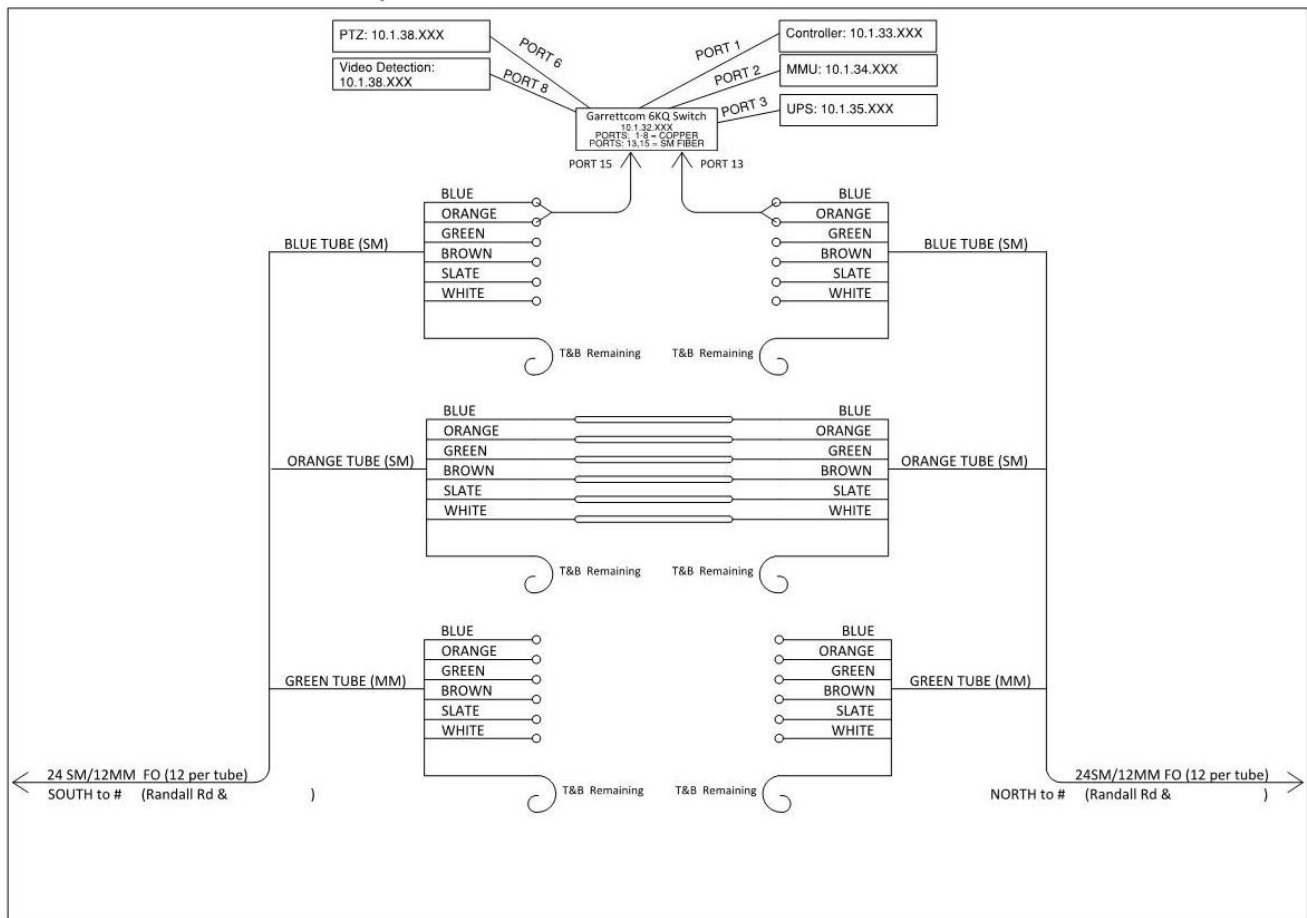 PTZ: 10.1.38.XXX
Video Detection:
10.1.38.XXX
PORT 6
PORT 8
PORT 1
PORT 2
PORT 3
Controller: 10.1.33.XXX
MMU: 10.1.34.XXX
UPS: 10.1.35.XXX
Garrettcom 6KQ Switch
10.1.32.XXX
PORTS: 1-8 = COPPER
PORTS: 13,15 = SM FIBER
PORT 15
PORT 13
BLUE TUBE (SM)
BLUE
ORANGE
GREEN
BROWN
SLATE
WHITE
T&B Remaining
BLUE
ORANGE
GREEN
BROWN
SLATE
WHITE
T&B Remaining
BLUE TUBE (SM)
ORANGE TUBE (SM)
BLUE
ORANGE
GREEN
BROWN
SLATE
WHITE
T&B Remaining
BLUE
ORANGE
GREEN
BROWN
SLATE
WHITE
T&B Remaining
ORANGE TUBE (SM)
GREEN TUBE (MM)
BLUE
ORANGE
GREEN
BROWN
SLATE
WHITE
T&B Remaining
BLUE
ORANGE
GREEN
BROWN
SLATE
WHITE
T&B Remaining
GREEN TUBE (MM)
24 SM/12MM FO (12 per tube)
SOUTH to # (Randall Rd & )
24SM/12MM FO (12 per tube)
NORTH to # (Randall Rd & )